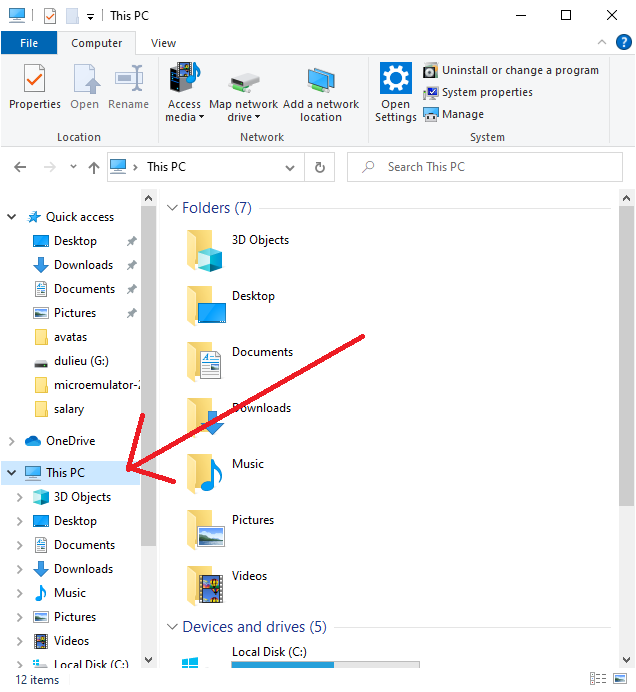 This PC
File Computer View
Properties Open Rename
Access media Map network drive Add a network location
Open Settings
Uninstall or change a program
System properties
Manage
Location Network System
This PC
Search This PC
Quick access
Desktop
Downloads
Documents
Pictures
avatas
dulieu (G:)
microemulator-2
salary
OneDrive
This PC
3D Objects
Desktop
Documents
Downloads
Music
Pictures
Videos
Local Disk (C:)
Folders (7)
3D Objects
Desktop
Documents
Downloads
Music
Pictures
Videos
Devices and drives (5)
Local Disk (C:)
12 items